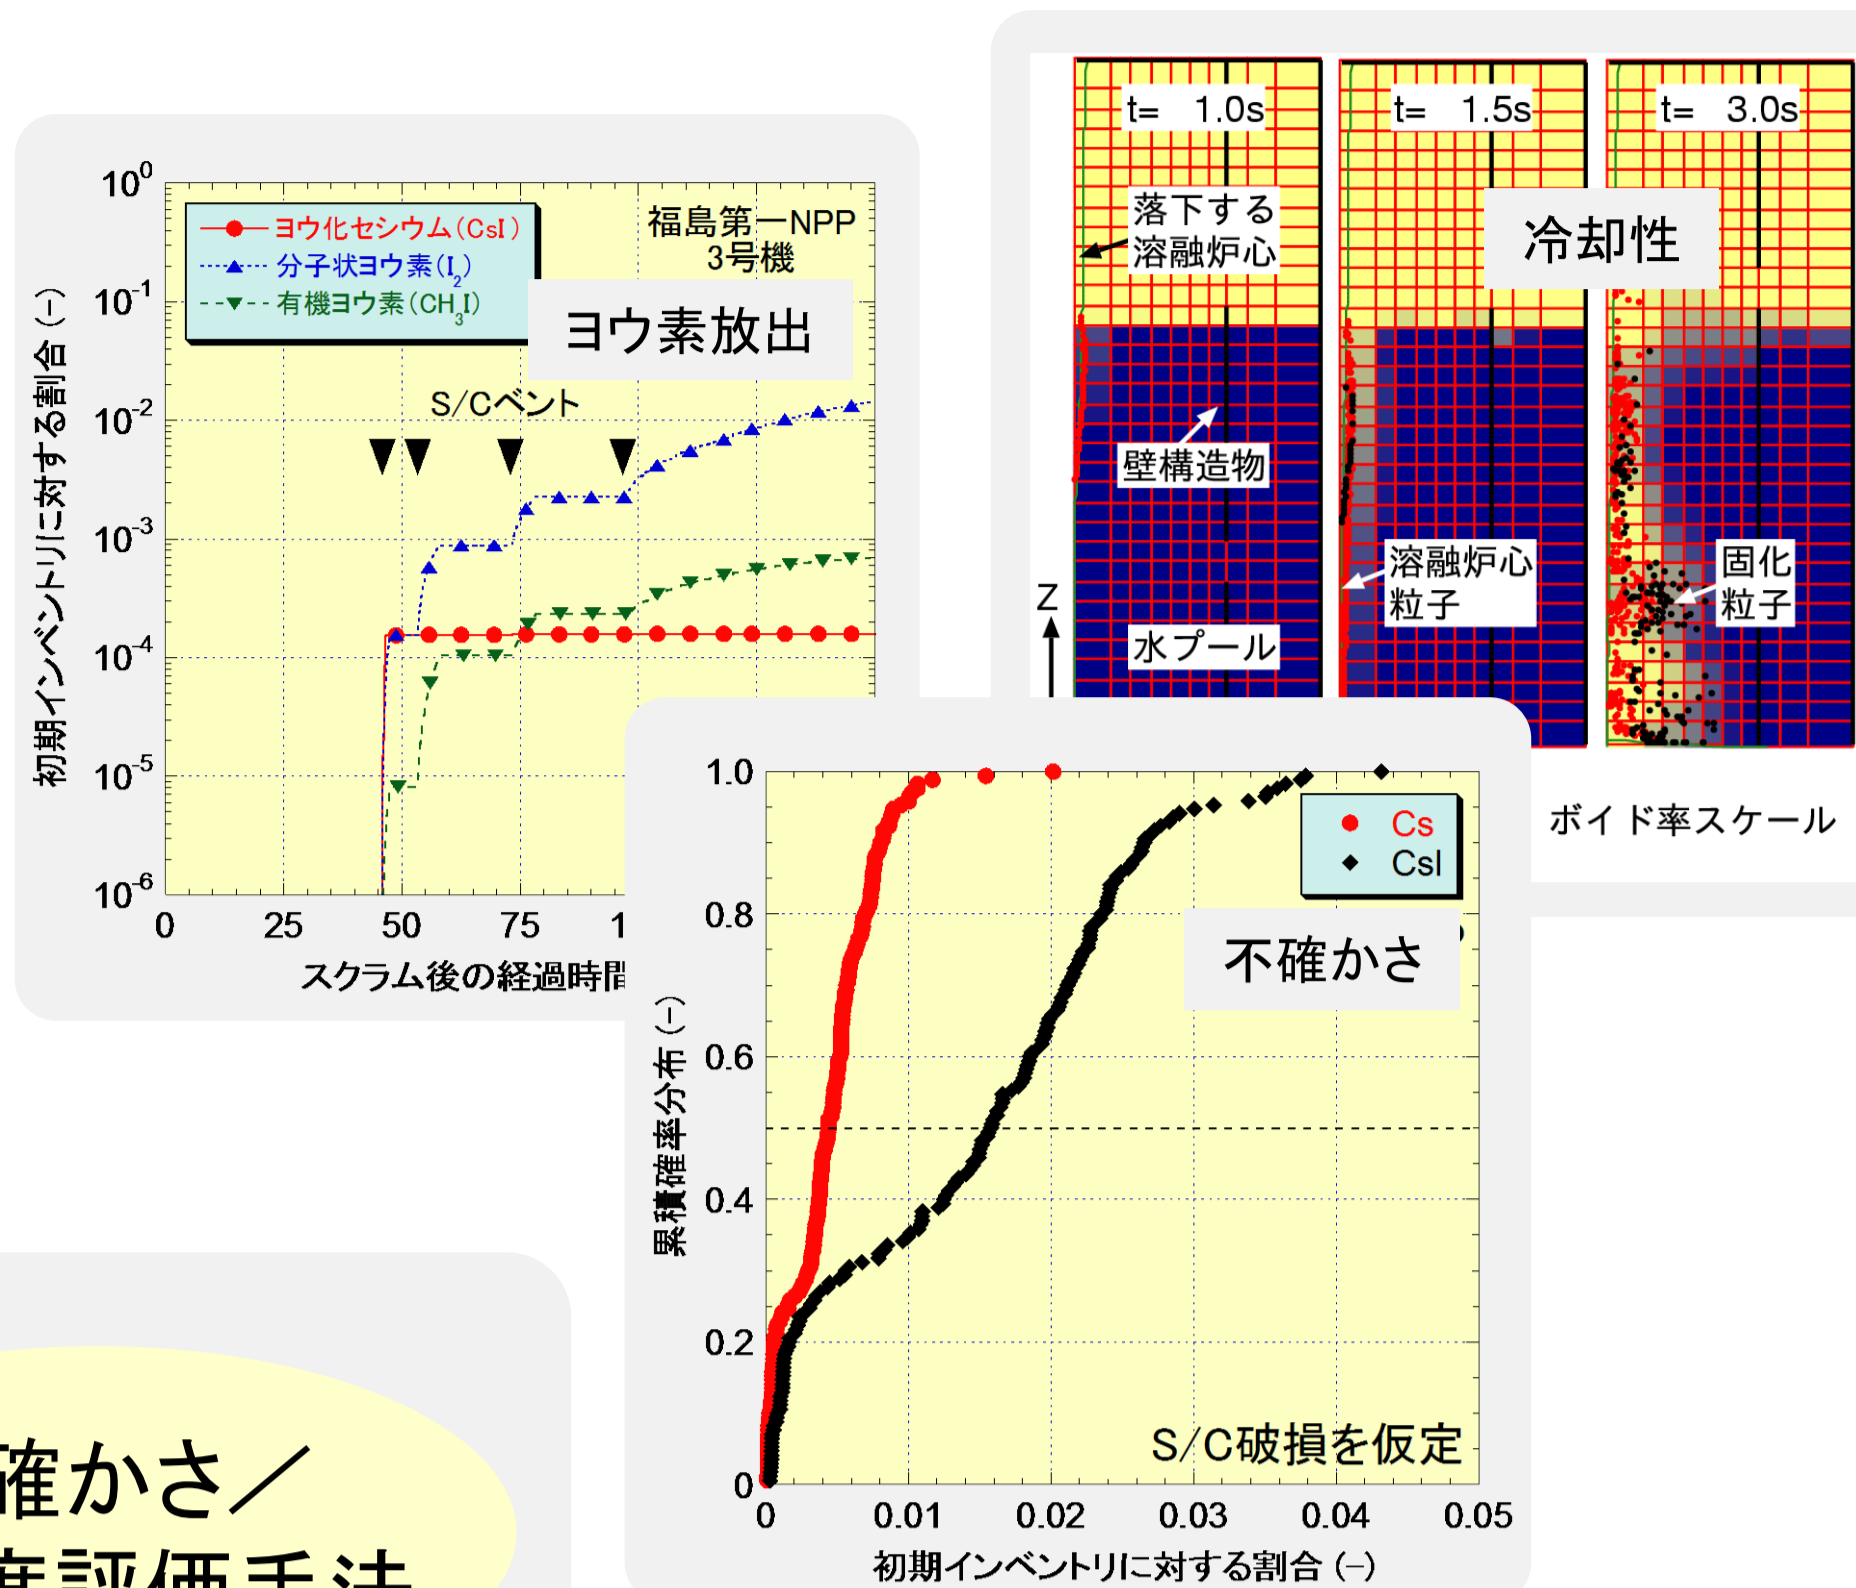 10⁰
10⁻¹
10⁻²
10⁻³
10⁻⁴
10⁻⁵
10⁻⁶
初期インベントリに対する割合 (−)
ヨウ化セシウム(CsI)
分子状ヨウ素(I₂)
有機ヨウ素(CH₃I)
福島第一NPP
3号機
ヨウ素放出
S/Cベント
0 25 50 75 1
スクラム後の経過時間
t= 1.0s
t= 1.5s
t= 3.0s
冷却性
落下する
溶融炉心
壁構造物
水プール
Z
溶融炉心
粒子
固化
粒子
ボイド率スケール
1.0
0.8
0.6
0.4
0.2
0
累積確率分布 (−)
Cs
CsI
不確かさ
S/C破損を仮定
0 0.01 0.02 0.03 0.04 0.05
初期インベントリに対する割合 (−)
確かさ／
度評価手法